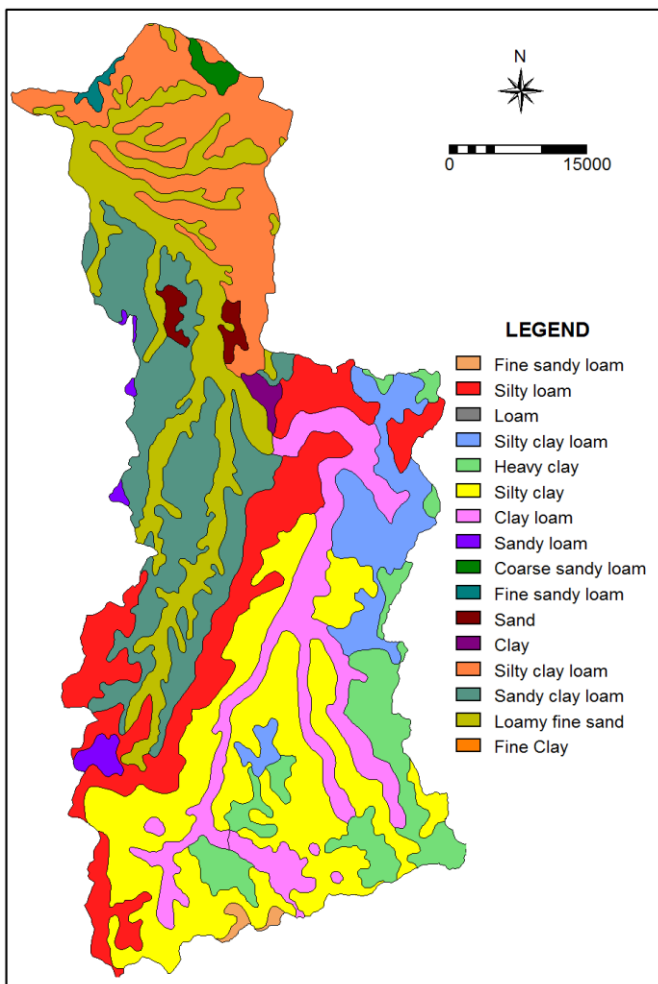 N
0 15000
LEGEND
Fine sandy loam
Silty loam
Loam
Silty clay loam
Heavy clay
Silty clay
Clay loam
Sandy loam
Coarse sandy loam
Fine sandy loam
Sand
Clay
Silty clay loam
Sandy clay loam
Loamy fine sand
Fine Clay